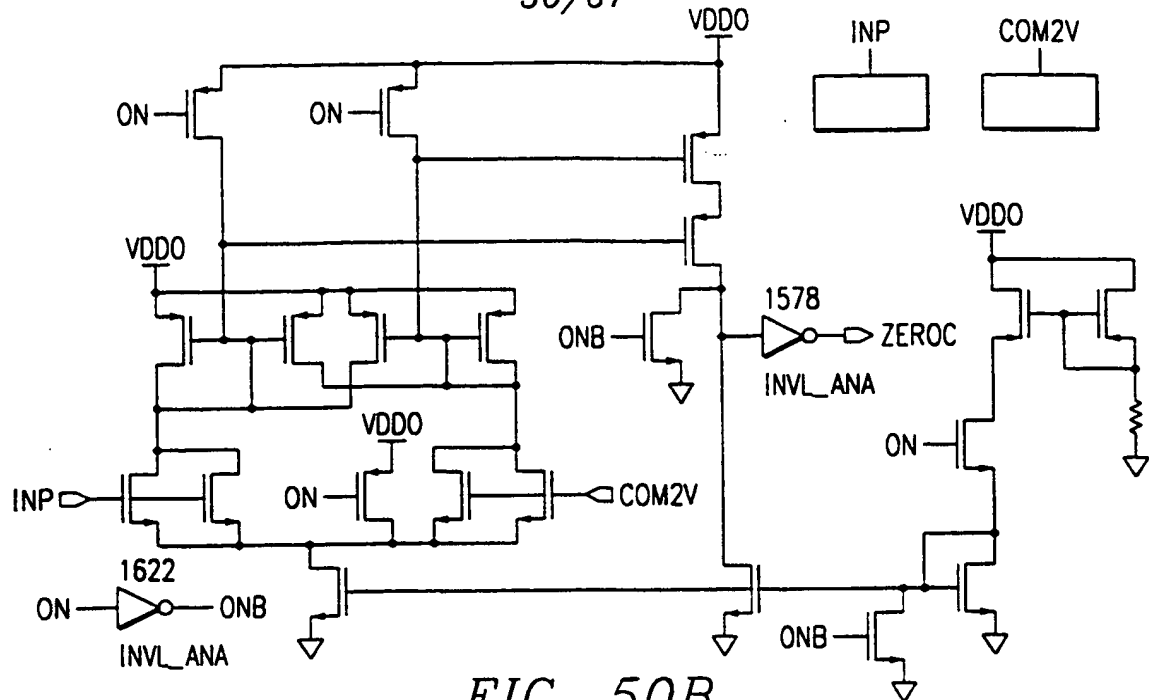 VDDO
INP
COM2V
ON
ON
VDDO
VDDO
1578
ONB
ZEROC
INVL_ANA
VDDO
ON
INP
ON
COM2V
1622
ON
ONB
INVL_ANA
ONB
FIG. 50B